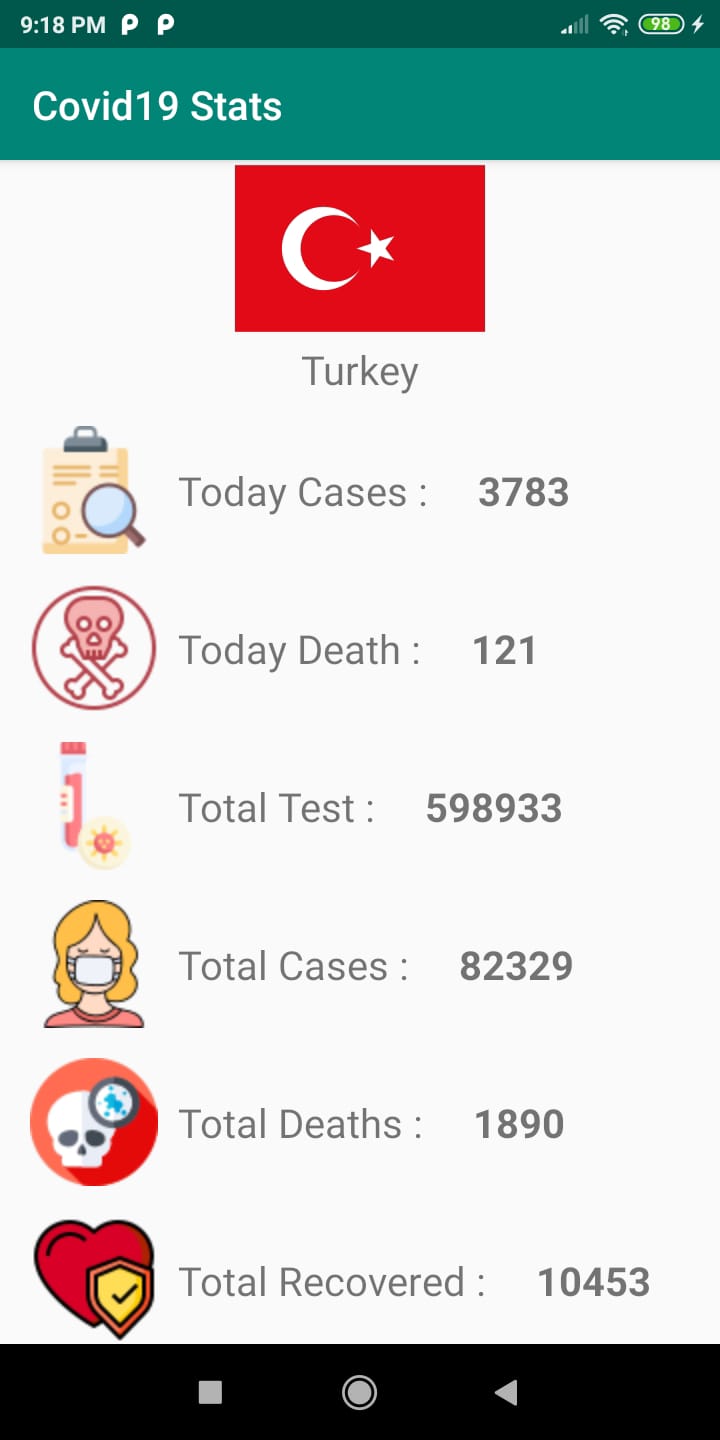 9:18 PM P P 98
Covid19 Stats
Turkey
Today Cases : 3783
Today Death : 121
Total Test : 598933
Total Cases : 82329
Total Deaths : 1890
Total Recovered : 10453